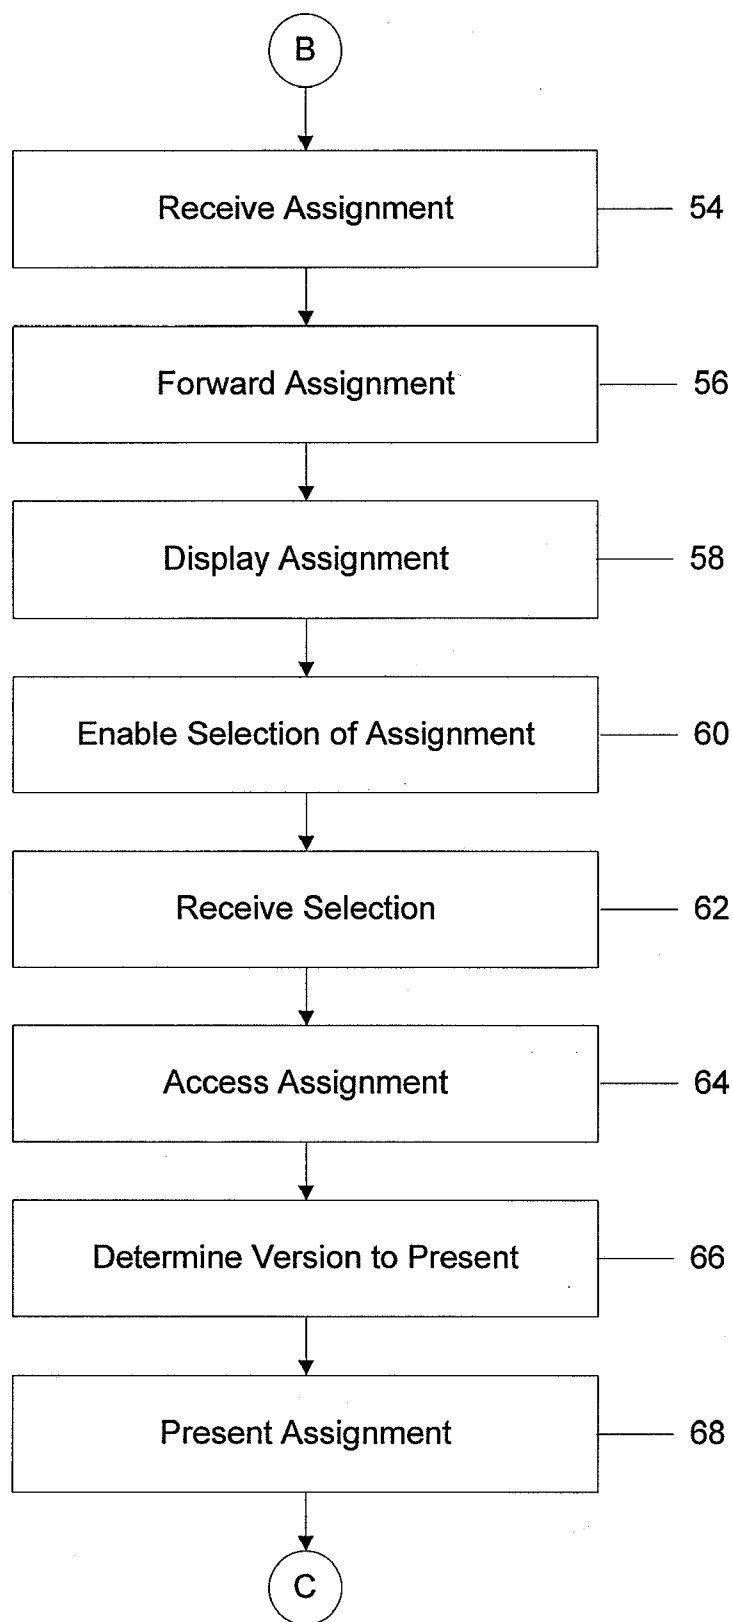 B
Receive Assignment 54
Forward Assignment 56
Display Assignment 58
Enable Selection of Assignment 60
Receive Selection 62
Access Assignment 64
Determine Version to Present 66
Present Assignment 68
C